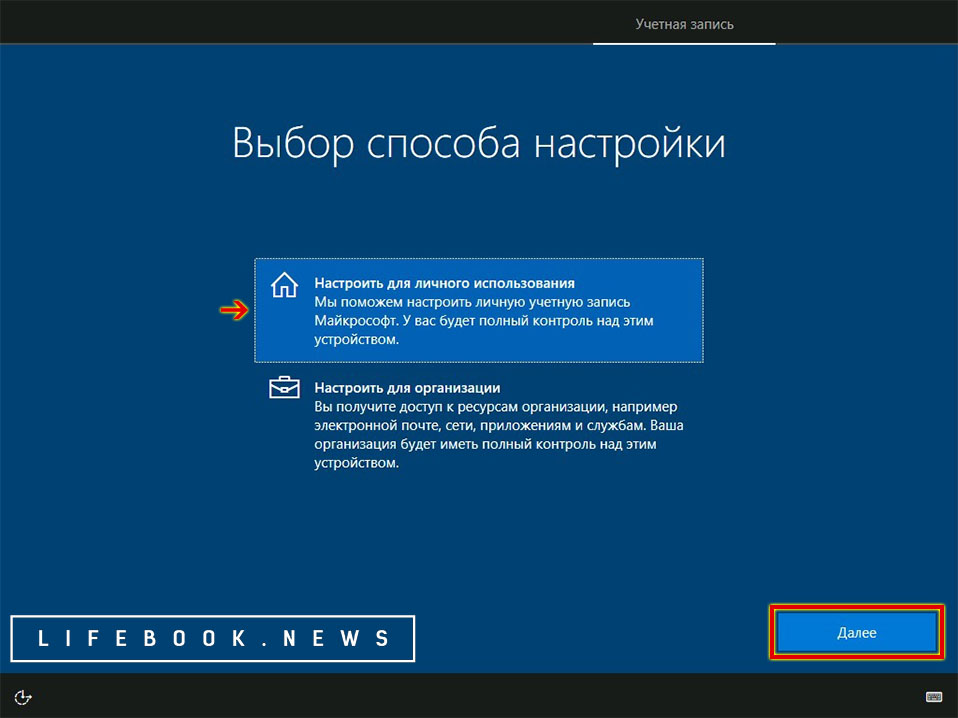 Учетная запись
Выбор способа настройки
Настроить для личного использования
Мы поможем настроить личную учетную запись
Майкрософт. У вас будет полный контроль над этим
устройством.
Настроить для организации
Вы получите доступ к ресурсам организации, например
электронной почте, сети, приложениям и службам. Ваша
организация будет иметь полный контроль над этим
устройством.
LIFEBOOK.NEWS
Далее